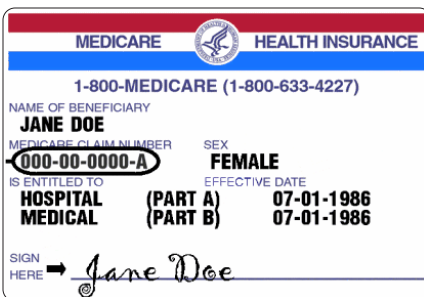 MEDICARE HEALTH INSURANCE
1-800-MEDICARE (1-800-633-4227)
NAME OF BENEFICIARY
JANE DOE
MEDICARE CLAIM NUMBER SEX
000-00-0000-A FEMALE
IS ENTITLED TO EFFECTIVE DATE
HOSPITAL (PART A) 07-01-1986
MEDICAL (PART B) 07-01-1986
SIGN
HERE Jane Doe